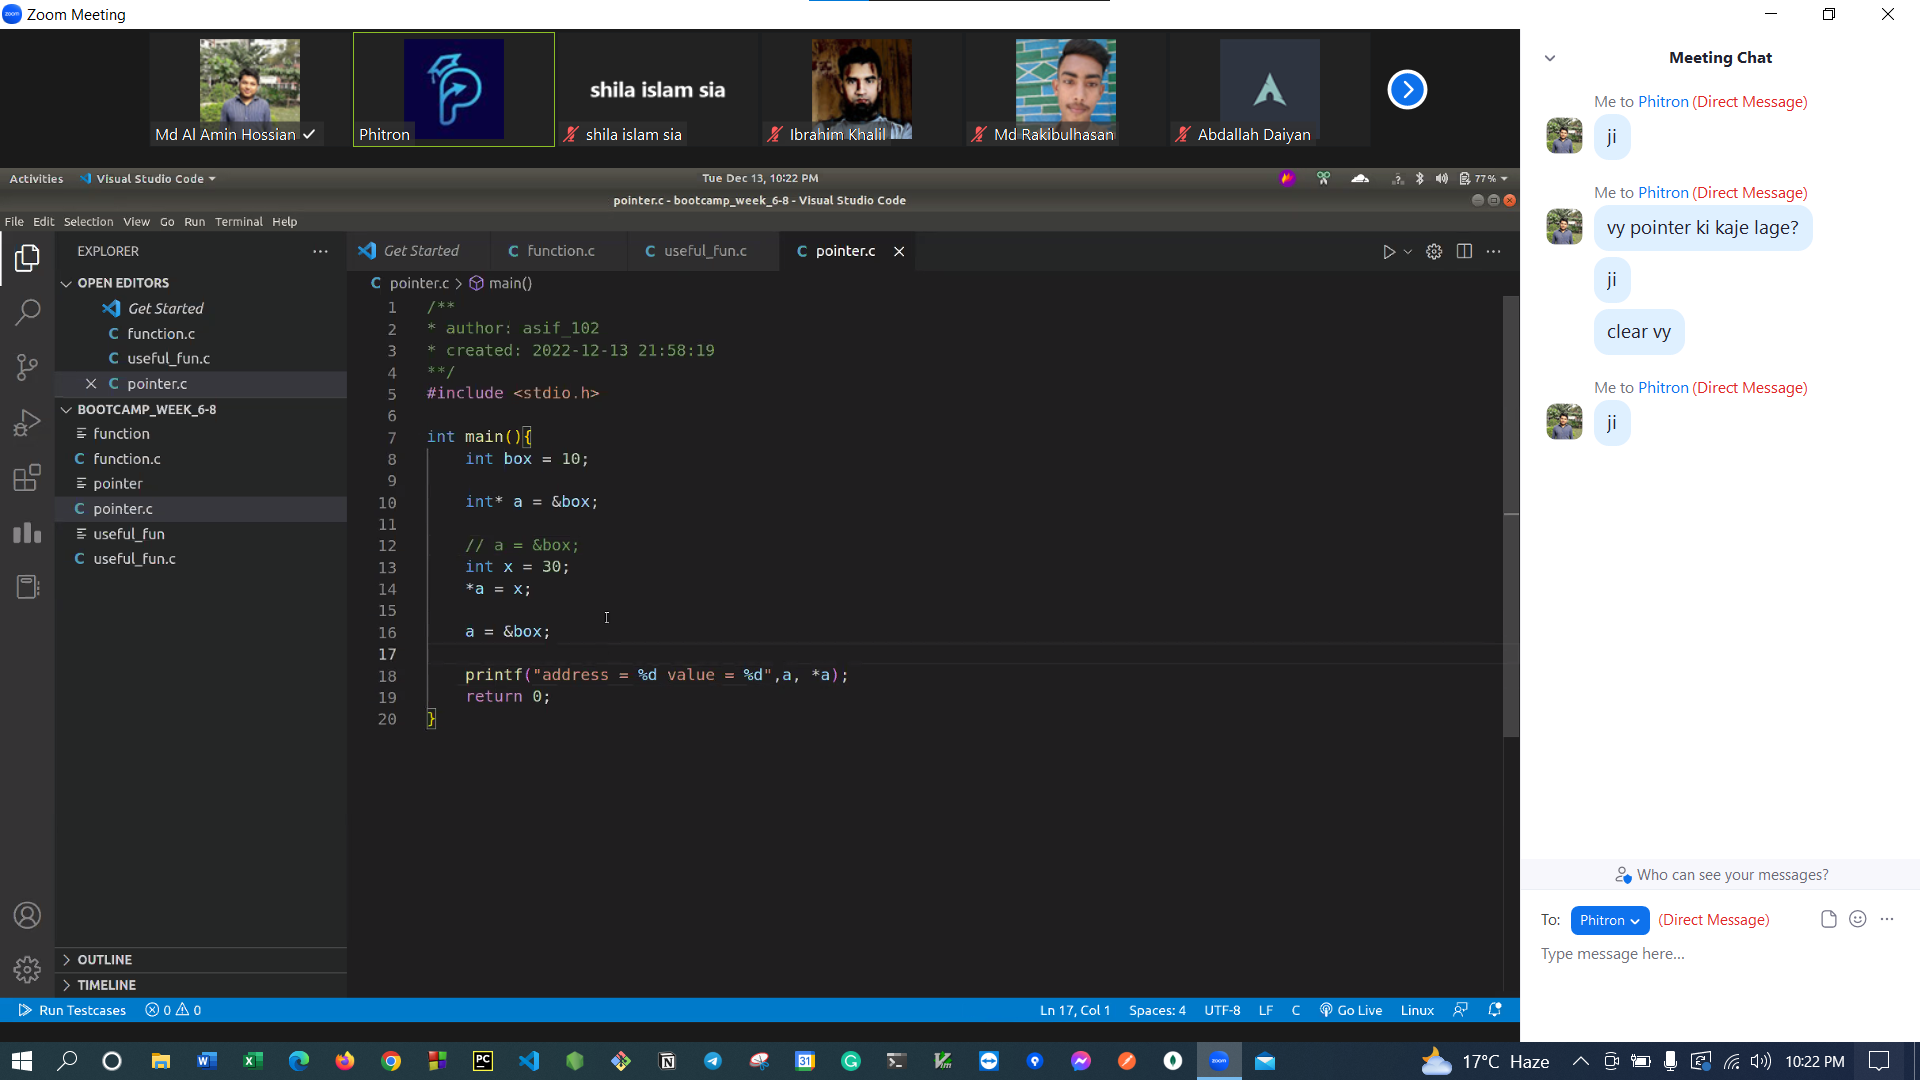 Zoom Meeting
shila islam sia
Md Al Amin Hossian
Phitron
shila islam sia
Ibrahim Khalil
Md Rakibulhasan
Abdallah Daiyan
Activities
Visual Studio Code
Tue Dec 13, 10:22 PM
77%
pointer.c - bootcamp_week_6-8 - Visual Studio Code
File Edit Selection View Go Run Terminal Help
EXPLORER
OPEN EDITORS
Get Started
C function.c
C useful_fun.c
C pointer.c
BOOTCAMP_WEEK_6-8
function
C function.c
pointer
C pointer.c
useful_fun
C useful_fun.c
OUTLINE
TIMELINE
Get Started
C function.c
C useful_fun.c
C pointer.c
C pointer.c > main()
1 /**
2 * author: asif_102
3 * created: 2022-12-13 21:58:19
4 **/
5 #include <stdio.h>
6
7 int main(){
8 int box = 10;
9
10 int* a = &box;
11
12 // a = &box;
13 int x = 30;
14 *a = x;
15
16 a = &box;
17
18 printf("address = %d value = %d",a, *a);
19 return 0;
20 }
Run Testcases
0 0
Ln 17, Col 1
Spaces: 4
UTF-8
LF
C
Go Live
Linux
Meeting Chat
Me to Phitron (Direct Message)
ji
Me to Phitron (Direct Message)
vy pointer ki kaje lage?
ji
clear vy
Me to Phitron (Direct Message)
ji
Who can see your messages?
To: Phitron (Direct Message)
Type message here...
PC
31
zoom
17°C Haze
10:22 PM